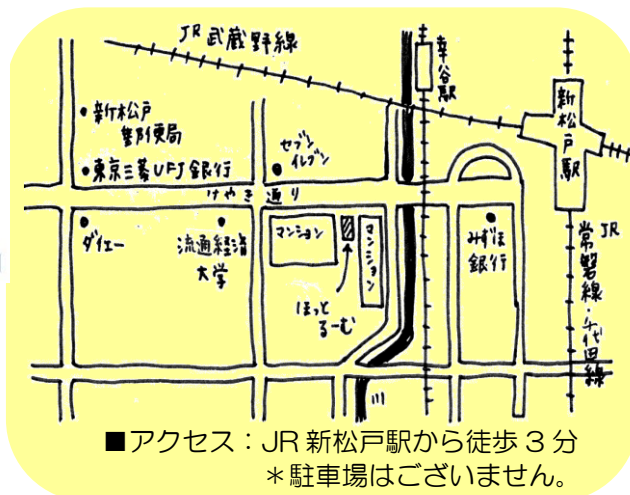 JR 武蔵野線
幸谷駅
新松戸駅
新松戸
郵便局
東京三菱UFJ銀行
セブン
イレブン
けやき通り
ダイエー
流通経済
大学
マンション
マンション
ほっと
るーむ
みずほ
銀行
JR
常磐線・千代田線
川
■アクセス：JR 新松戸駅から徒歩 3 分
＊駐車場はございません。